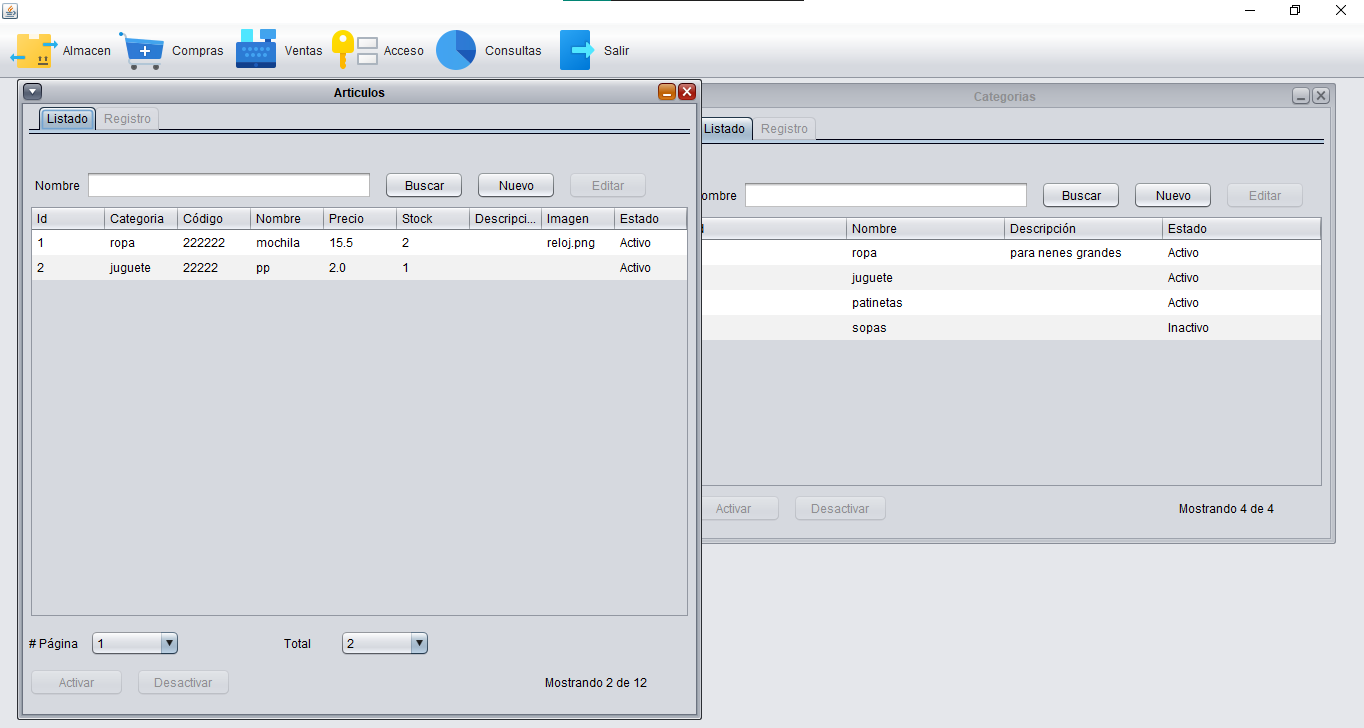 Almacen Compras Ventas Acceso Consultas Salir
Articulos
Listado Registro
Nombre Buscar Nuevo Editar
Id Categoria Código Nombre Precio Stock Descripci... Imagen Estado
1 ropa 222222 mochila 15.5 2 reloj.png Activo
2 juguete 22222 pp 2.0 1 Activo
# Página 1 Total 2
Activar Desactivar Mostrando 2 de 12
Categorias
Listado Registro
ombre Buscar Nuevo Editar
Nombre Descripción Estado
ropa para nenes grandes Activo
juguete Activo
patinetas Activo
sopas Inactivo
Activar Desactivar Mostrando 4 de 4